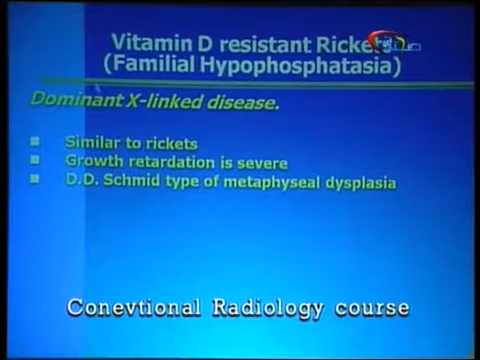 Vitamin D resistant Rickets
(Familial Hypophosphatasia)
Dominant X-linked disease.
Similar to rickets
Growth retardation is severe
D.D. Schmid type of metaphyseal dysplasia
Conevtional Radiology course